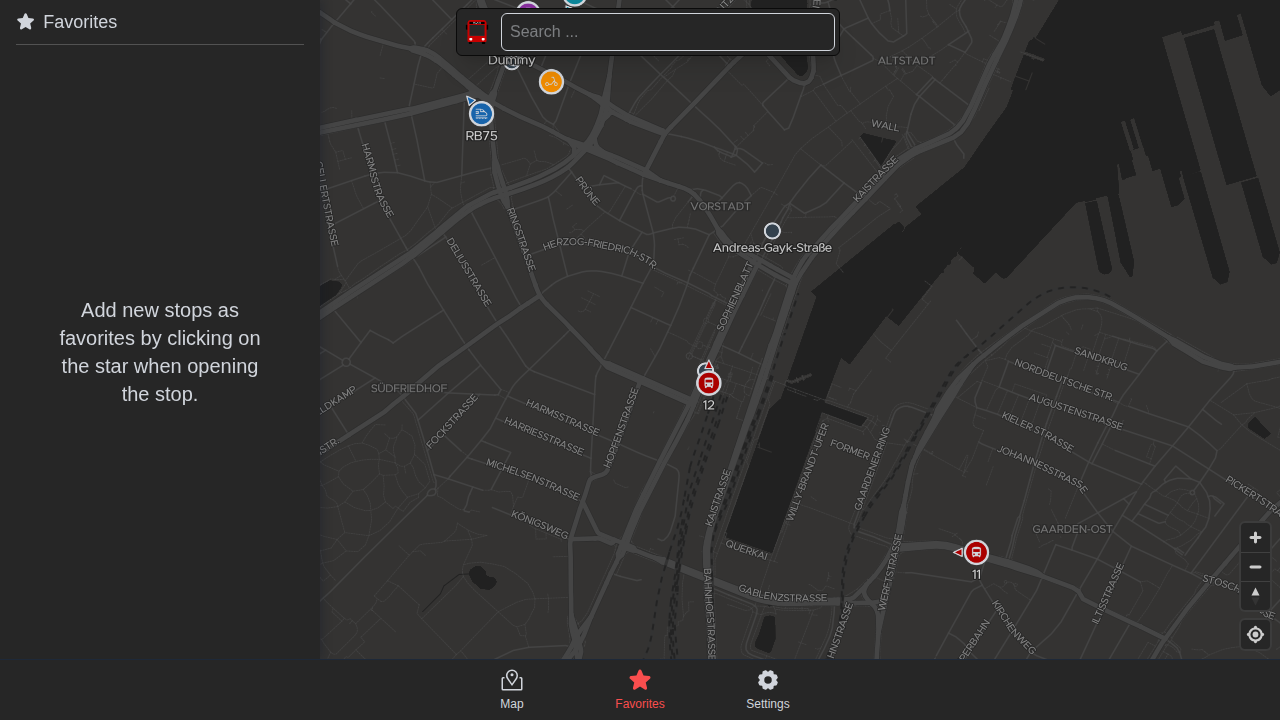 Favorites
Search ...
Add new stops as
favorites by clicking on
the star when opening
the stop.
ALTSTADT
Dummy
RB75
WALL
KAISTRASSE
HARMSSTRASSE
PRÜNE
VORSTADT
RINGSTRASSE
Andreas-Gayk-Straße
HERZOG-FRIEDRICH-STR.
DELIUSSTRASSE
SOPHIENBLATT
SANDKRUG
NORDDEUTSCHE STR.
SÜDFRIEDHOF
12
AUGUSTENSTRASSE
HARMSSTRASSE
HARRIESSTRASSE
FOCKSTRASSE
HOPFENSTRASSE
KIELER STRASSE
FORMER
GAARDENER RING
WILLY-BRANDT-UFER
JOHANNESSTRASSE
MICHELSENSTRASSE
KAISTRASSE
KÖNIGSWEG
QUERKAI
GAARDEN-OST
11
WERFTSTRASSE
BAHNHOFSTRASSE
GABLENZSTRASSE
ILTISSTRASSE
KIRCHENWEG
Map
Favorites
Settings